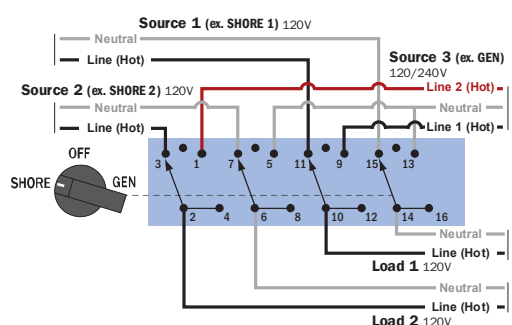 Source 1 (ex. SHORE 1) 120V
Neutral
Line (Hot)
Source 3 (ex. GEN)
120/240V
Source 2 (ex. SHORE 2) 120V
Line 2 (Hot)
Neutral
Neutral
Line (Hot)
Line 1 (Hot)
OFF
SHORE
GEN
3 1 7 5 11 9 15 13
2 4 6 8 10 12 14 16
Neutral
Line (Hot)
Load 1 120V
Neutral
Line (Hot)
Load 2 120V